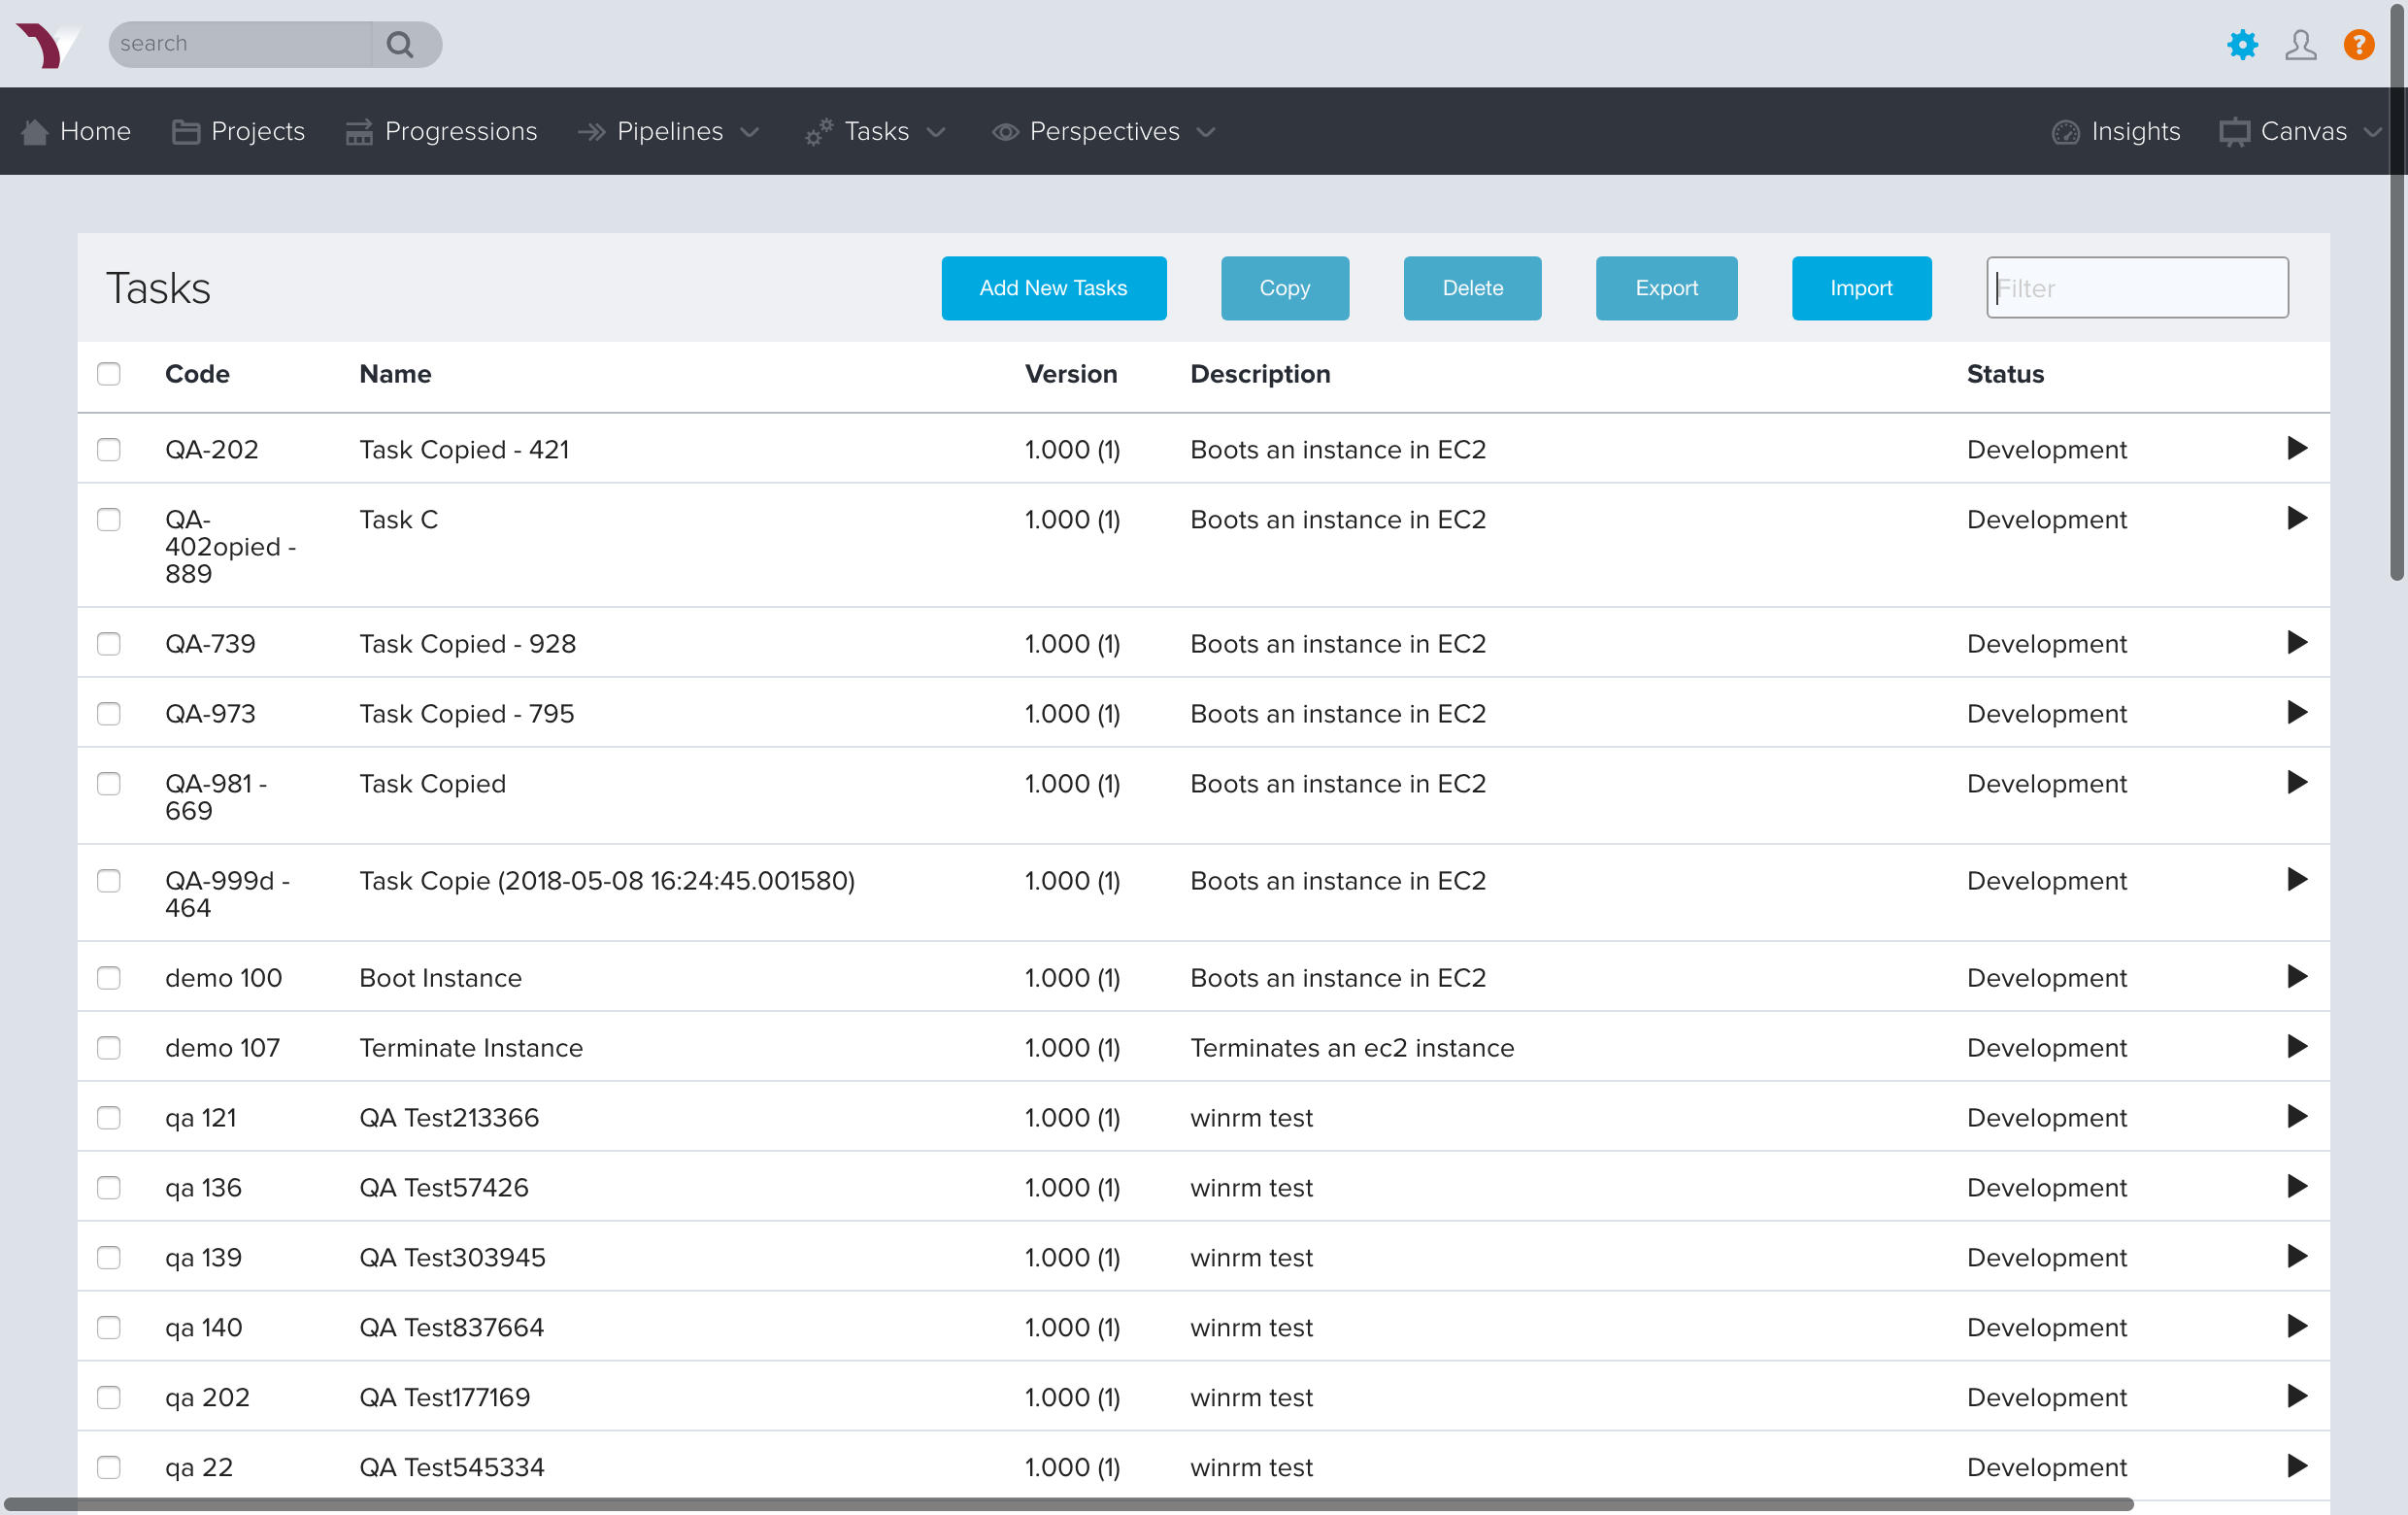 search
?
Home Projects Progressions Pipelines Tasks Perspectives Insights Canvas
Tasks Add New Tasks Copy Delete Export Import Filter
Code Name Version Description Status
QA-202 Task Copied - 421 1.000 (1) Boots an instance in EC2 Development
QA- Task C 1.000 (1) Boots an instance in EC2 Development
402opied -
889
QA-739 Task Copied - 928 1.000 (1) Boots an instance in EC2 Development
QA-973 Task Copied - 795 1.000 (1) Boots an instance in EC2 Development
QA-981 - Task Copied 1.000 (1) Boots an instance in EC2 Development
669
QA-999d - Task Copie (2018-05-08 16:24:45.001580) 1.000 (1) Boots an instance in EC2 Development
464
demo 100 Boot Instance 1.000 (1) Boots an instance in EC2 Development
demo 107 Terminate Instance 1.000 (1) Terminates an ec2 instance Development
qa 121 QA Test213366 1.000 (1) winrm test Development
qa 136 QA Test57426 1.000 (1) winrm test Development
qa 139 QA Test303945 1.000 (1) winrm test Development
qa 140 QA Test837664 1.000 (1) winrm test Development
qa 202 QA Test177169 1.000 (1) winrm test Development
qa 22 QA Test545334 1.000 (1) winrm test Development